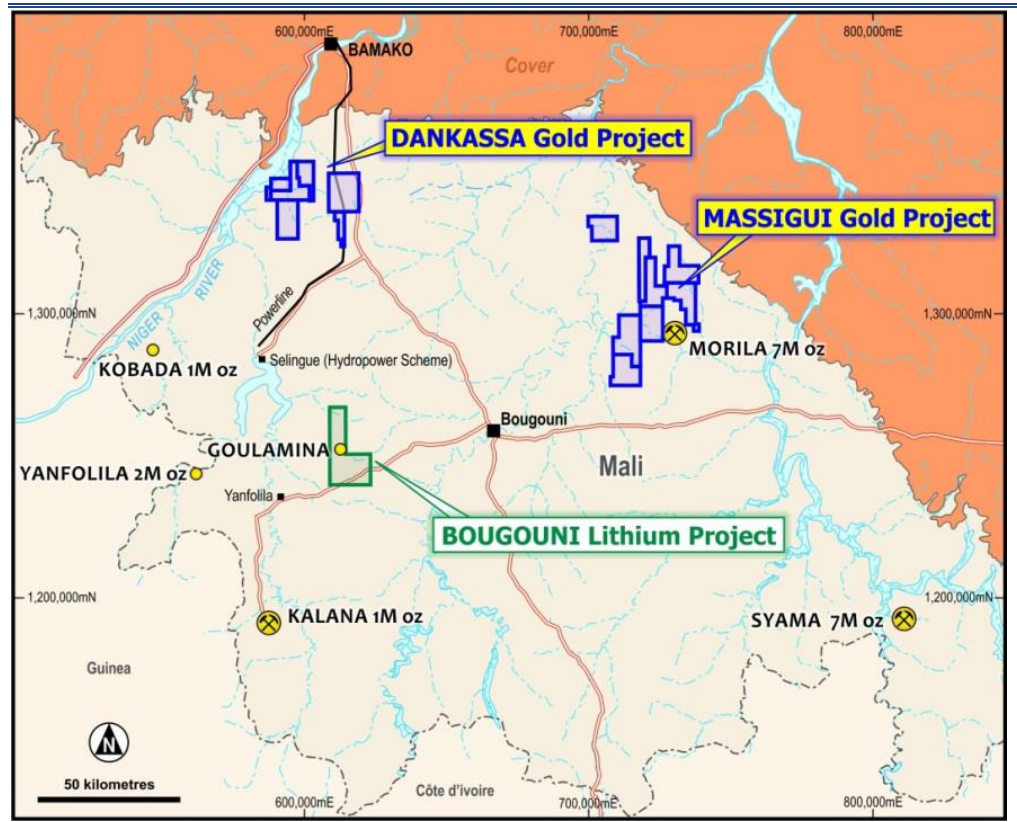 600,000mE
700,000mE
800,000mE
BAMAKO
Cover
DANKASSA Gold Project
MASSIGUI Gold Project
NIGER RIVER
Powerline
1,300,000mN
1,300,000mN
MORILA 7M oz
KOBADA 1M oz
Selingue (Hydropower Scheme)
Bougouni
GOULAMINA
Mali
YANFOLILA 2M oz
Yanfolila
BOUGOUNI Lithium Project
1,200,000mN
1,200,000mN
KALANA 1M oz
SYAMA 7M oz
Guinea
N
50 kilometres
Côte d'ivoire
600,000mE
700,000mE
800,000mE